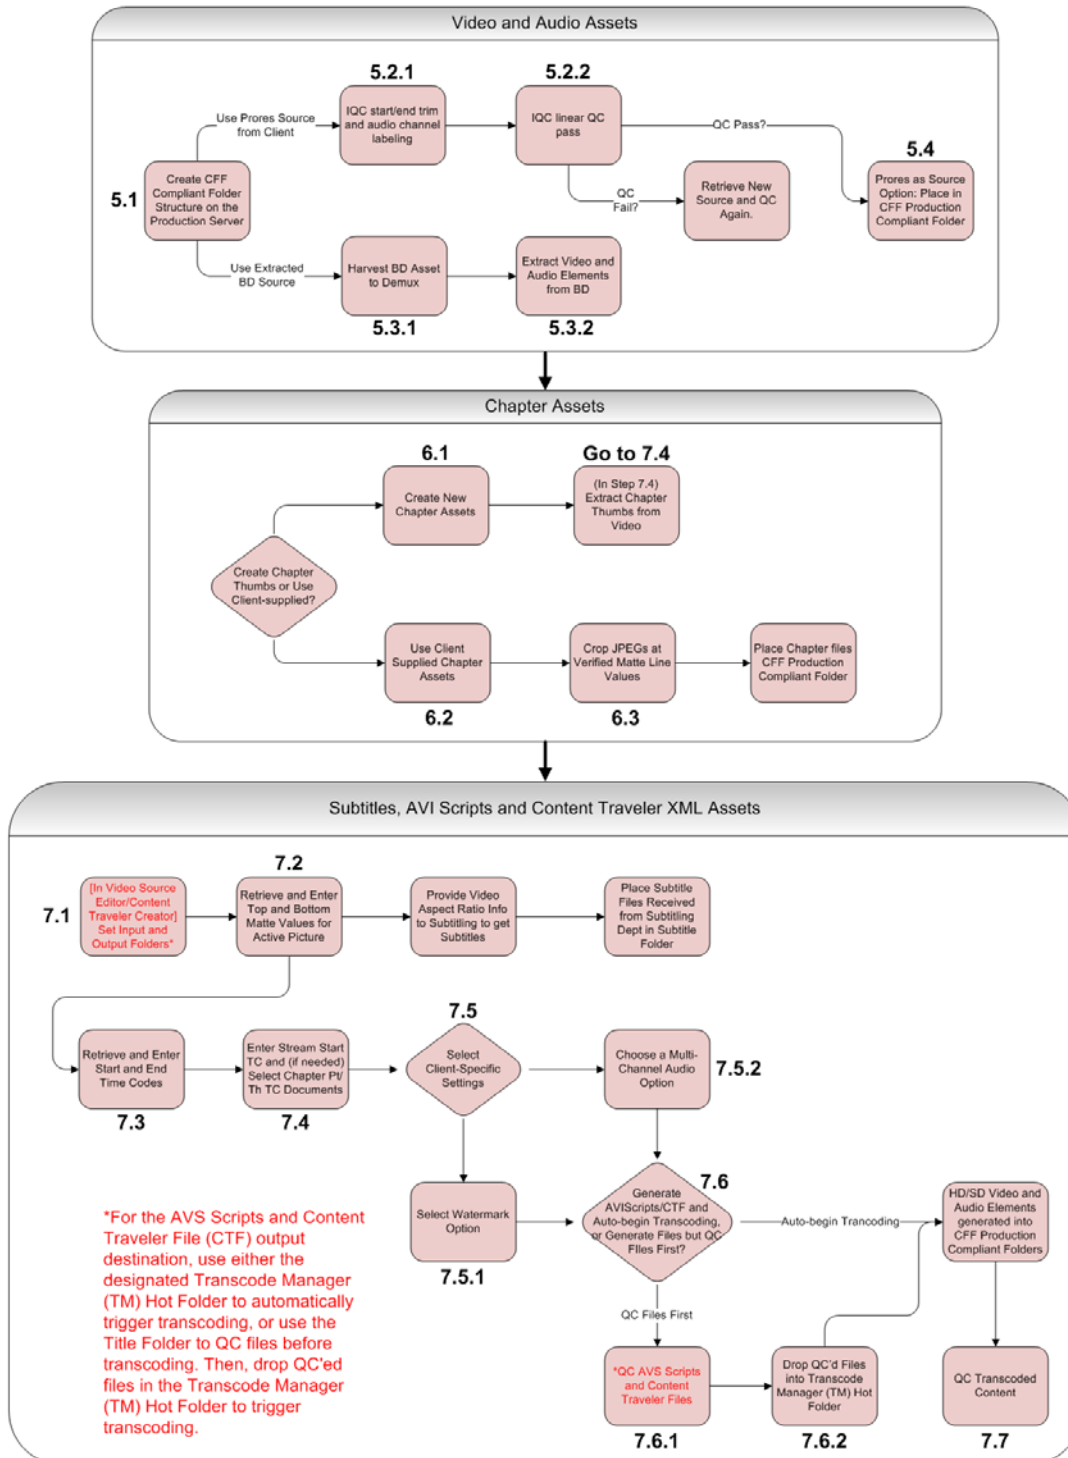 Video and Audio Assets
5.2.1
5.2.2
Use Prores Source
from Client
IQC start/end trim
and audio channel
labeling
IQC linear QC
pass
QC Pass?
5.4
5.1
Create CFF
Compliant Folder
Structure on the
Production Server
QC
Fail?
Retrieve New
Source and QC
Again.
Prores as Source
Option: Place in
CFF Production
Compliant Folder
Use Extracted
BD Source
Harvest BD Asset
to Demux
Extract Video and
Audio Elements
from BD
5.3.1
5.3.2
Chapter Assets
6.1
Go to 7.4
Create New
Chapter Assets
(In Step 7.4)
Extract Chapter
Thumbs from
Video
Create Chapter
Thumbs or Use
Client-supplied?
Use Client
Supplied Chapter
Assets
Crop JPEGs at
Verified Matte Line
Values
Place Chapter files
CFF Production
Compliant Folder
6.2
6.3
Subtitles, AVI Scripts and Content Traveler XML Assets
7.2
7.1
[In Video Source
Editor/Content
Traveler Creator]
Set Input and
Output Folders*
Retrieve and Enter
Top and Bottom
Matte Values for
Active Picture
Provide Video
Aspect Ratio Info
to Subtitling to get
Subtitles
Place Subtitle
Files Received
from Subtitling
Dept in Subtitle
Folder
7.5
Retrieve and Enter
Start and End
Time Codes
Enter Stream Start
TC and (if needed)
Select Chapter Pt/
Th TC Documents
Select
Client-Specific
Settings
Choose a Multi-
Channel Audio
Option
7.5.2
7.3
7.4
7.6
Select Watermark
Option
Generate
AVIScripts/CTF and
Auto-begin Transcoding,
or Generate Files but QC
FIles First?
Auto-begin Trancoding
HD/SD Video and
Audio Elements
generated into
CFF Production
Compliant Folders
7.5.1
*For the AVS Scripts and Content
Traveler File (CTF) output
destination, use either the
designated Transcode Manager
(TM) Hot Folder to automatically
trigger transcoding, or use the
Title Folder to QC files before
transcoding. Then, drop QC'ed
files in the Transcode Manager
(TM) Hot Folder to trigger
transcoding.
QC Files First
*QC AVS Scripts
and Content
Traveler Files
Drop QC'd Files
into Transcode
Manager (TM) Hot
Folder
QC Transcoded
Content
7.6.1
7.6.2
7.7